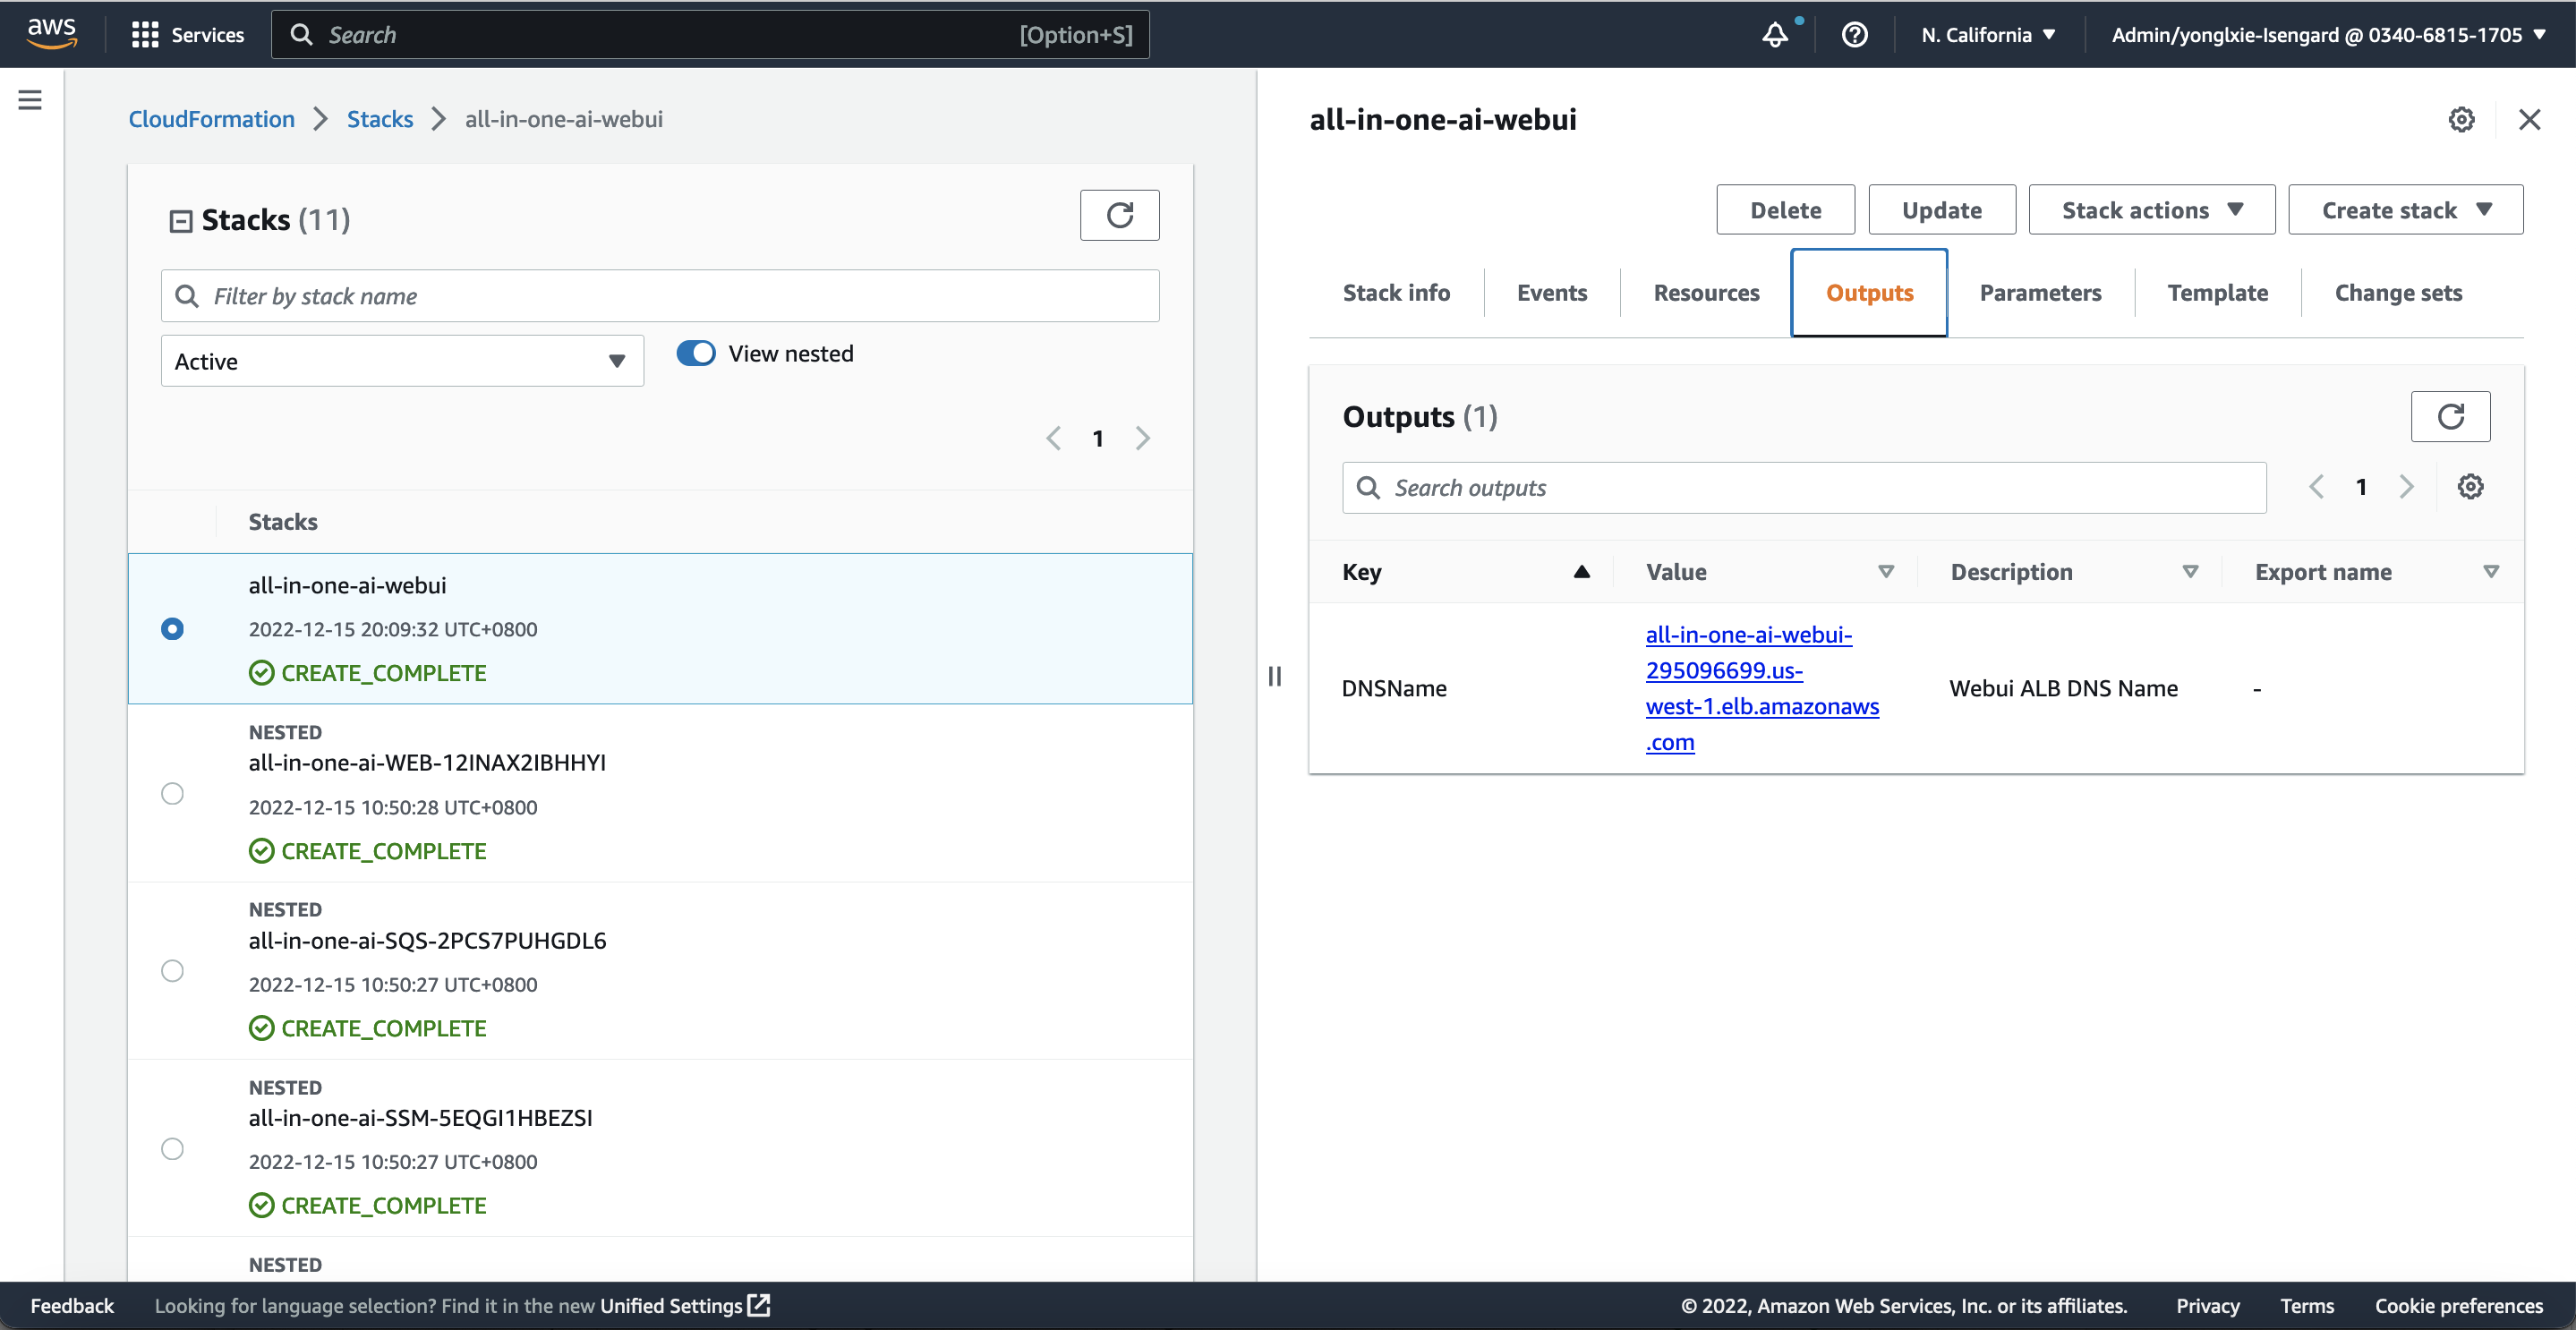 aws
Services
Search
[Option+S]
N. California
Admin/yonglxie-Isengard @ 0340-6815-1705
CloudFormation
Stacks
all-in-one-ai-webui
Stacks (11)
Filter by stack name
Active
View nested
1
Stacks
all-in-one-ai-webui
2022-12-15 20:09:32 UTC+0800
CREATE_COMPLETE
NESTED
all-in-one-ai-WEB-12INAX2IBHHYI
2022-12-15 10:50:28 UTC+0800
CREATE_COMPLETE
NESTED
all-in-one-ai-SQS-2PCS7PUHGDL6
2022-12-15 10:50:27 UTC+0800
CREATE_COMPLETE
NESTED
all-in-one-ai-SSM-5EQGI1HBEZSI
2022-12-15 10:50:27 UTC+0800
CREATE_COMPLETE
NESTED
all-in-one-ai-webui
Delete
Update
Stack actions
Create stack
Stack info
Events
Resources
Outputs
Parameters
Template
Change sets
Outputs (1)
Search outputs
1
Key
Value
Description
Export name
DNSName
all-in-one-ai-webui-
295096699.us-
west-1.elb.amazonaws
.com
Webui ALB DNS Name
-
Feedback
Looking for language selection? Find it in the new Unified Settings
© 2022, Amazon Web Services, Inc. or its affiliates.
Privacy
Terms
Cookie preferences